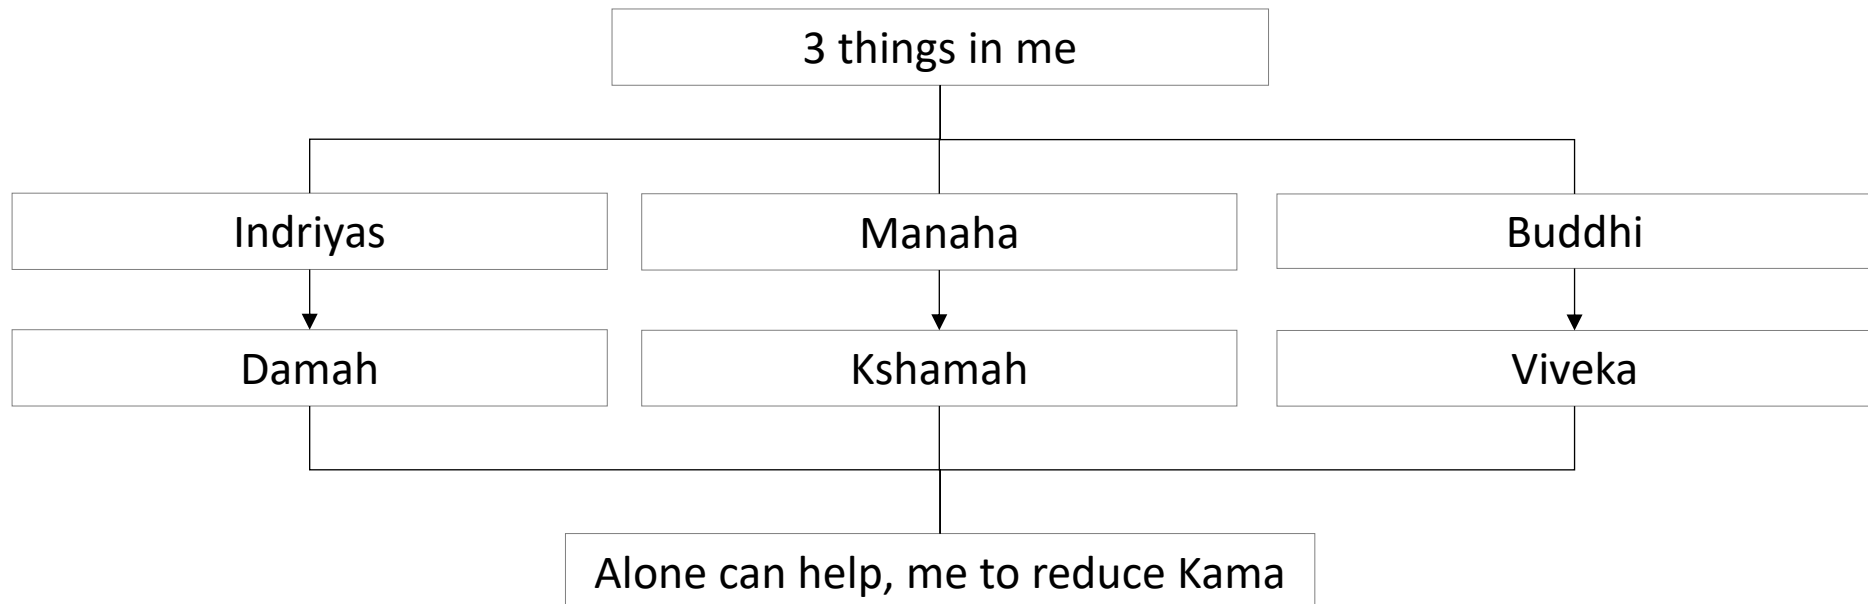 3 things in me
Indriyas
Manaha
Buddhi
Damah
Kshamah
Viveka
Alone can help, me to reduce Kama